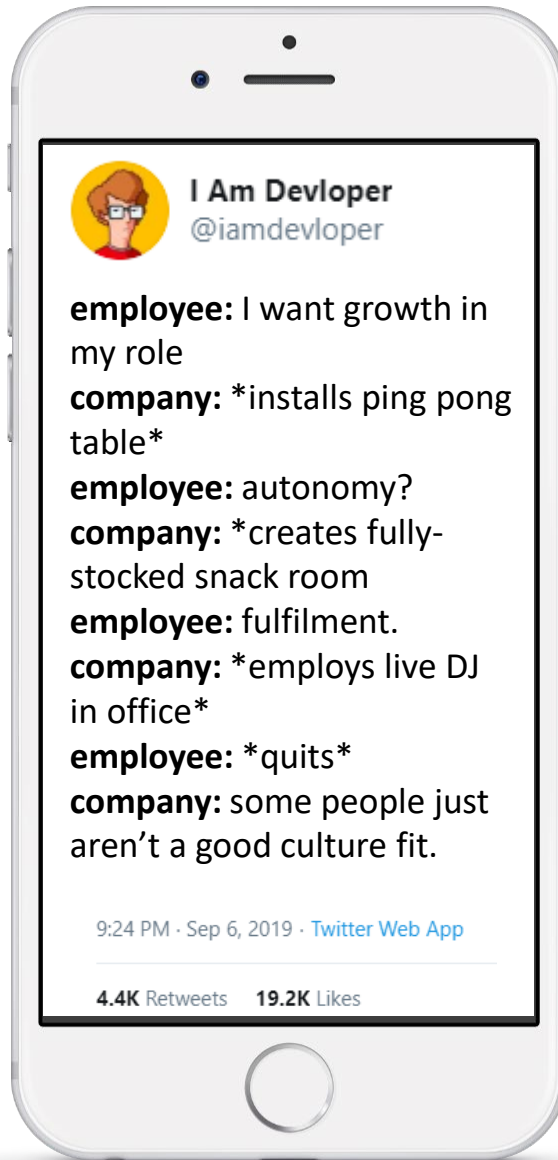 I Am Devloper
@iamdevloper
employee: I want growth in
my role
company: *installs ping pong
table*
employee: autonomy?
company: *creates fully-
stocked snack room
employee: fulfilment.
company: *employs live DJ
in office*
employee: *quits*
company: some people just
aren’t a good culture fit.
9:24 PM · Sep 6, 2019 · Twitter Web App
4.4K Retweets 19.2K Likes